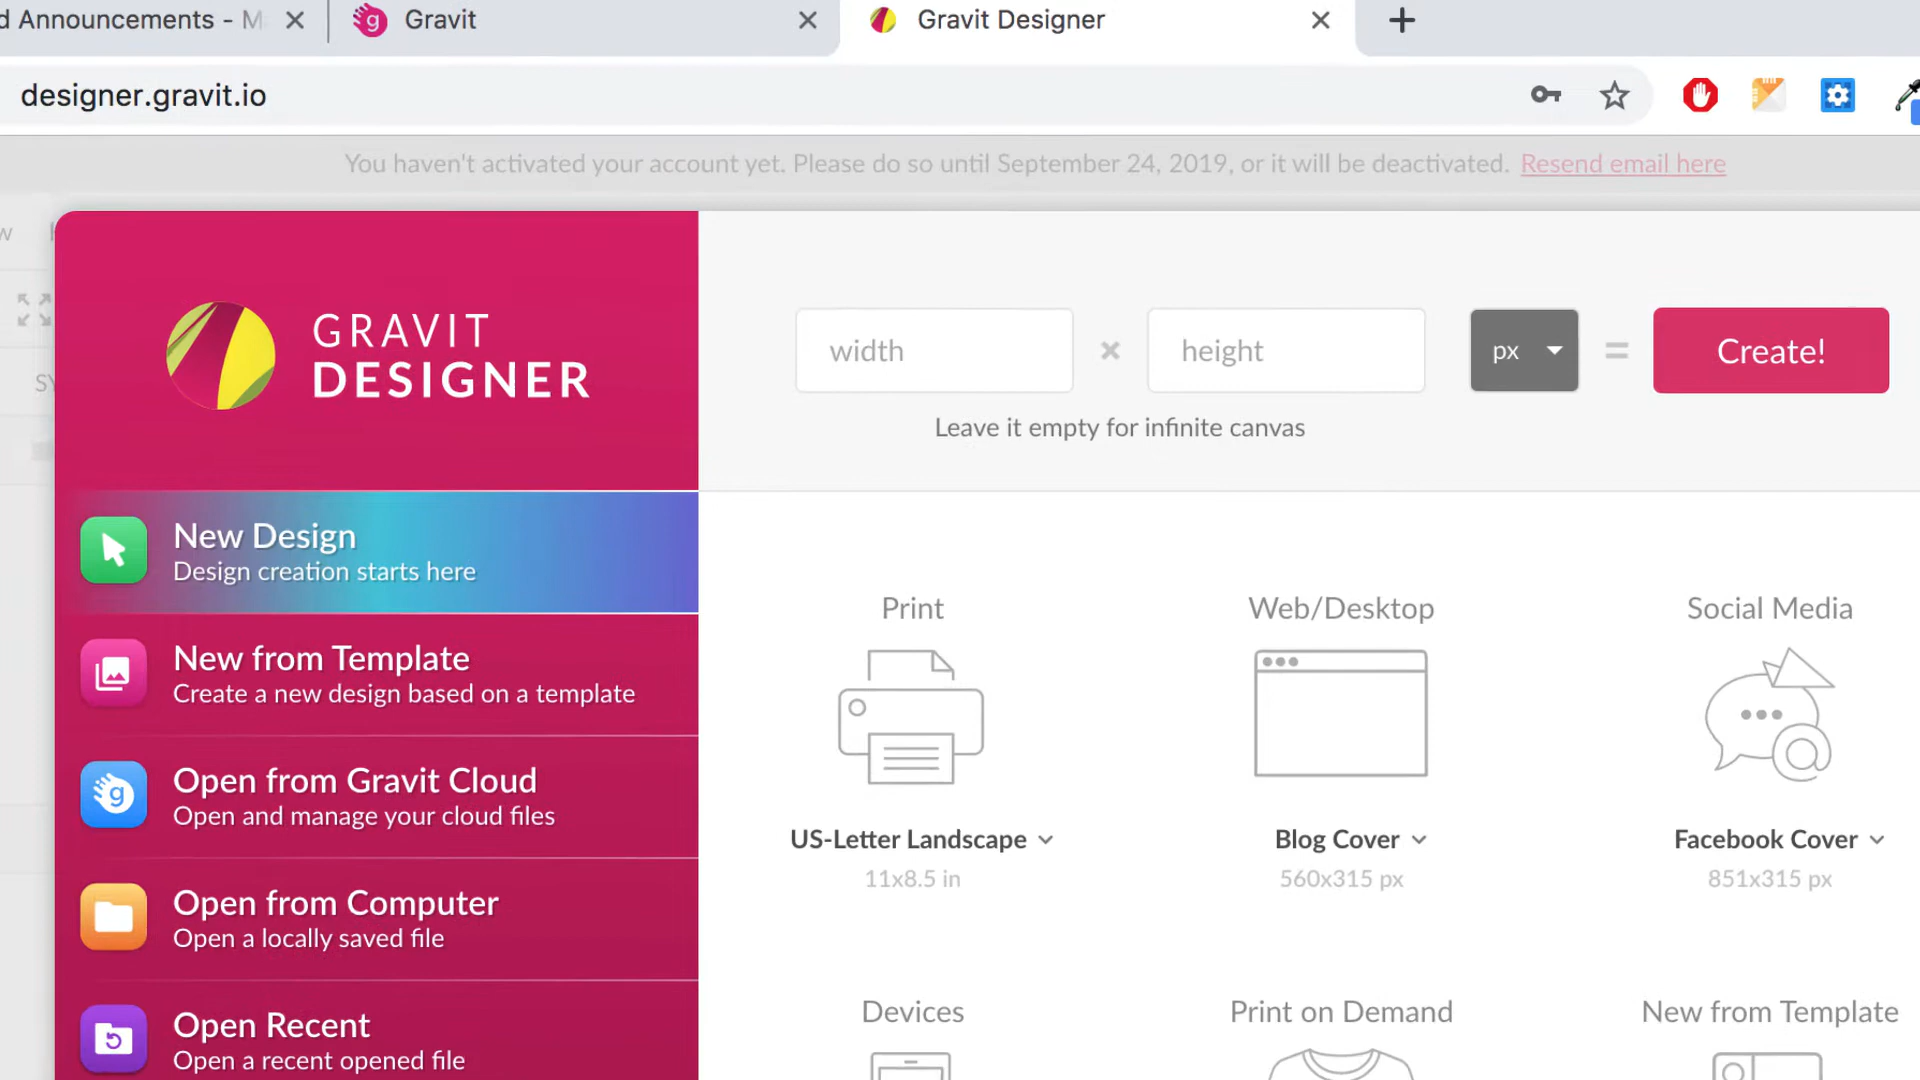 d Announcements - M
Gravit
Gravit Designer
designer.gravit.io
You haven't activated your account yet. Please do so until September 24, 2019, or it will be deactivated. Resend email here
GRAVIT
DESIGNER
width
height
px
=
Create!
Leave it empty for infinite canvas
New Design
Design creation starts here
New from Template
Create a new design based on a template
Open from Gravit Cloud
Open and manage your cloud files
Open from Computer
Open a locally saved file
Open Recent
Open a recent opened file
Print
US-Letter Landscape
11x8.5 in
Web/Desktop
Blog Cover
560x315 px
Social Media
Facebook Cover
851x315 px
Devices
Print on Demand
New from Template